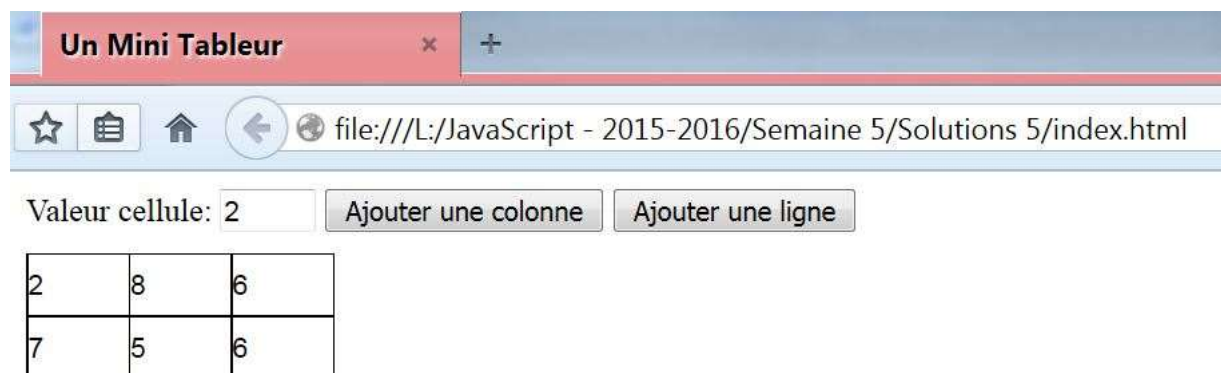 Un Mini Tableur × +
file:///L:/JavaScript - 2015-2016/Semaine 5/Solutions 5/index.html
Valeur cellule: 2 Ajouter une colonne Ajouter une ligne
2 8 6
7 5 6